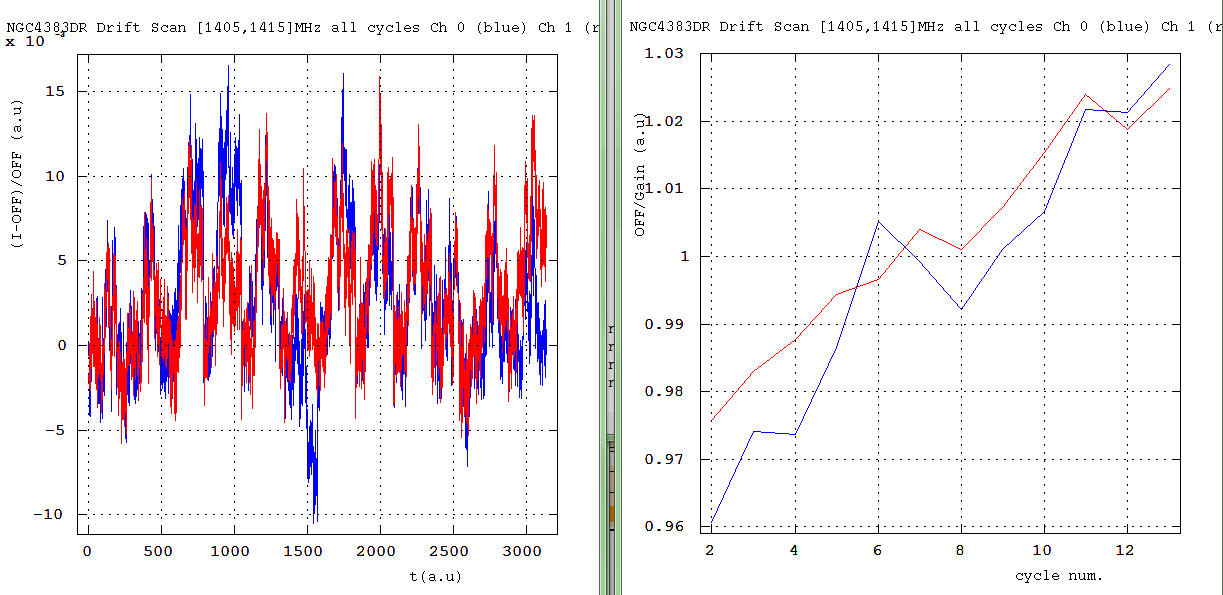 NGC4383DR Drift Scan [1405,1415]MHz all cycles Ch 0 (blue) Ch 1 (r
x 10 -3
(I-OFF)/OFF (a.u)
15
10
5
0
-5
-10
0 500 1000 1500 2000 2500 3000
t(a.u)
r
r
r
r
NGC4383DR Drift Scan [1405,1415]MHz all cycles Ch 0 (blue) Ch 1 (r
OFF/Gain (a.u)
1.03
1.02
1.01
1
0.99
0.98
0.97
0.96
2 4 6 8 10 12
cycle num.